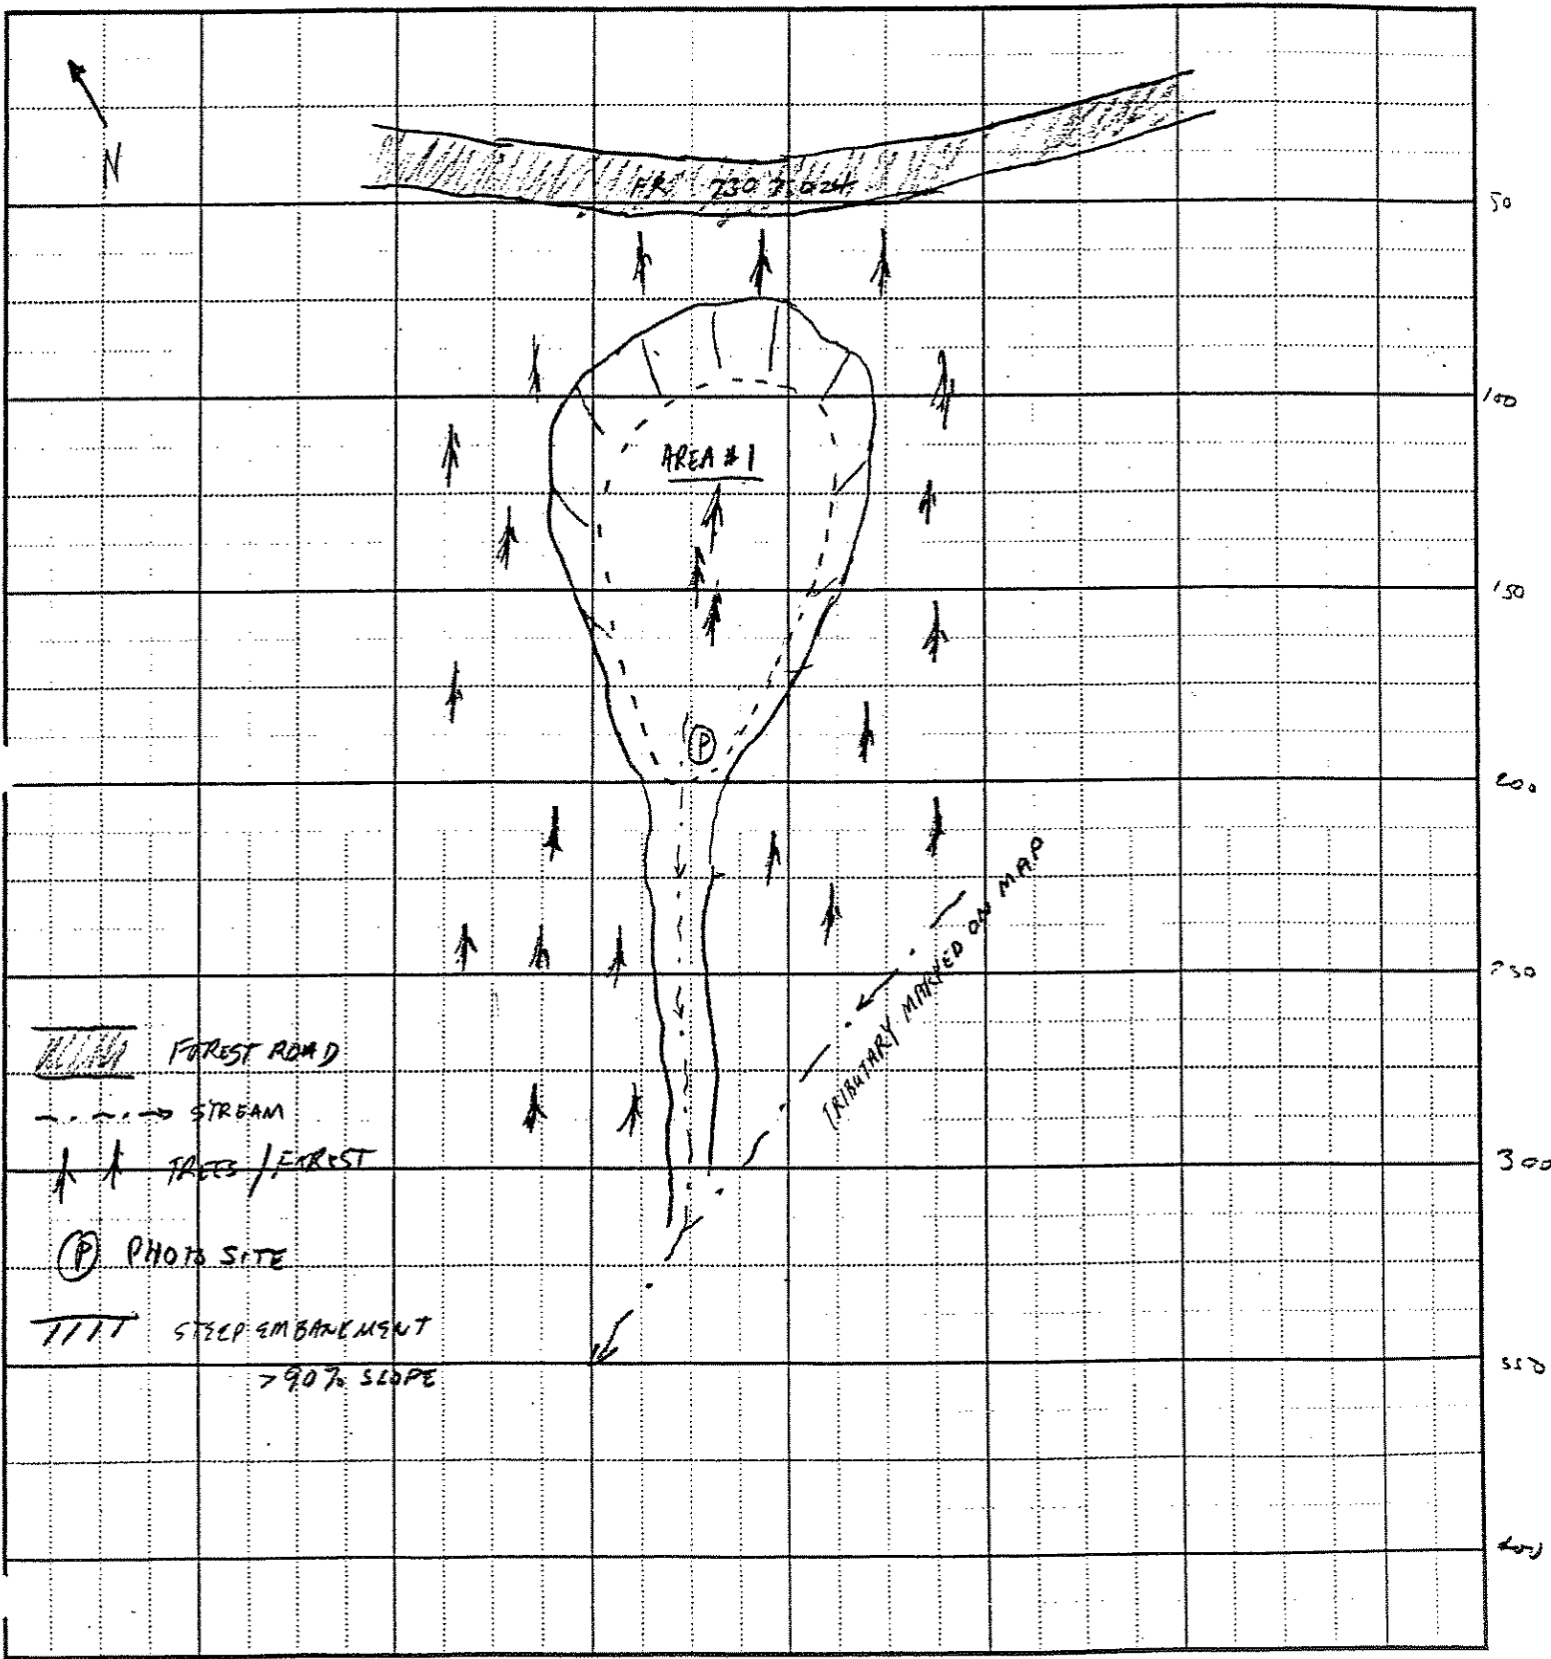 N
FR 730
50
100
AREA #1
150
P
200
TRIBUTARY MARKED ON MAP
250
FOREST ROAD
STREAM
TREES / FOREST
300
P PHOTO SITE
STEEP EMBANKMENT
>90% SLOPE
350
400